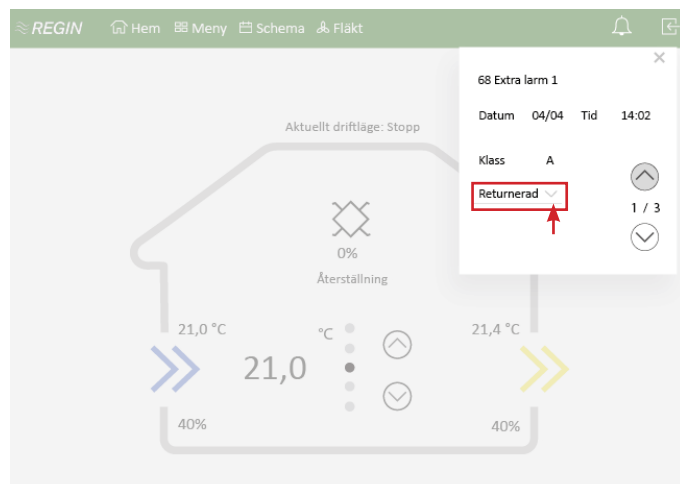 REGIN Hem Meny Schema Fläkt
68 Extra larm 1
Datum 04/04 Tid 14:02
Klass A
Returnerad
1 / 3
Aktuellt driftläge: Stopp
0%
Återställning
21,0 °C
°C
21,4 °C
21,0
40%
40%